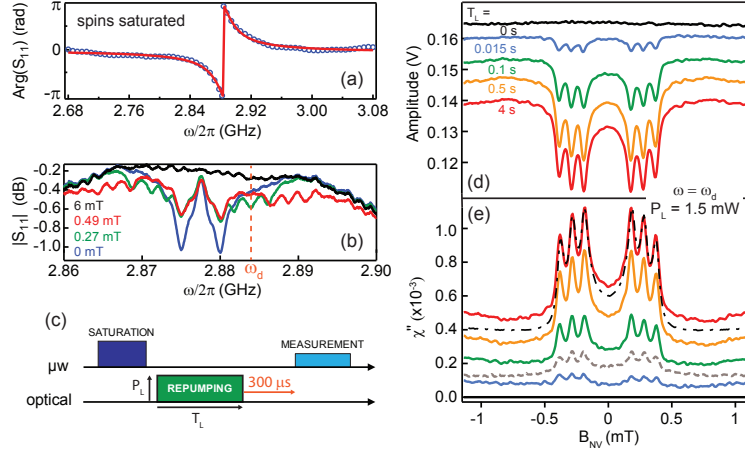 π
0
-π
Arg(S11) (rad)
spins saturated
(a)
2.68 2.76 2.84 2.92 3.00 3.08
ω/2π (GHz)
-0.2
-0.4
-0.6
-0.8
-1.0
|S11| (dB)
6 mT
0.49 mT
0.27 mT
0 mT
(b)
2.86 2.87 2.88 2.89 2.90
ωd
ω/2π (GHz)
(c)
SATURATION
MEASUREMENT
μw
PL
REPUMPING
300 μs
optical
TL
TL =
0 s
0.015 s
0.1 s
0.5 s
4 s
0.16
0.15
0.14
0.13
0.12
Amplitude (V)
(d)
ω = ωd
(e)
PL = 1.5 mW
1.0
0.8
0.6
0.4
0.2
0.0
χ'' (x10-3)
-1.0 -0.5 0 0.5 1.0
BNV (mT)